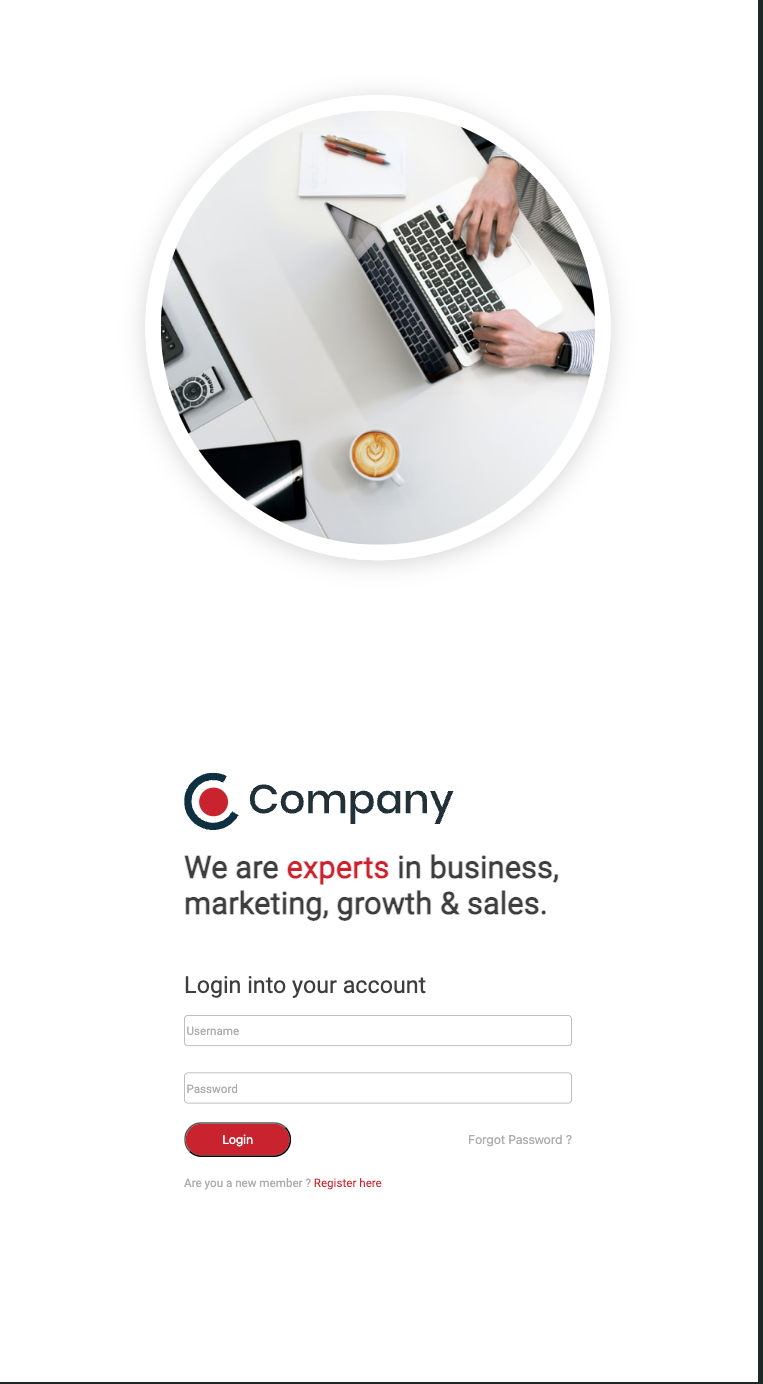 Company
We are experts in business,
marketing, growth & sales.
Login into your account
Username
Password
Login
Forgot Password ?
Are you a new member ? Register here